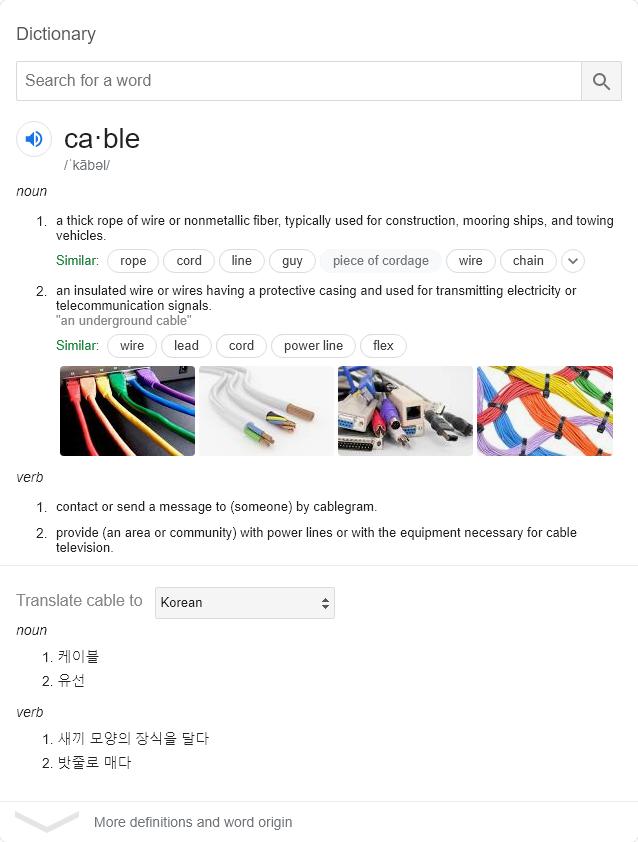 Dictionary
Search for a word
ca·ble
/ˈkābəl/
noun
1. a thick rope of wire or nonmetallic fiber, typically used for construction, mooring ships, and towing
vehicles.
Similar: rope cord line guy piece of cordage wire chain
2. an insulated wire or wires having a protective casing and used for transmitting electricity or
telecommunication signals.
"an underground cable"
Similar: wire lead cord power line flex
verb
1. contact or send a message to (someone) by cablegram.
2. provide (an area or community) with power lines or with the equipment necessary for cable
television.
Translate cable to Korean
noun
1. 케이블
2. 유선
verb
1. 새끼 모양의 장식을 달다
2. 밧줄로 매다
More definitions and word origin